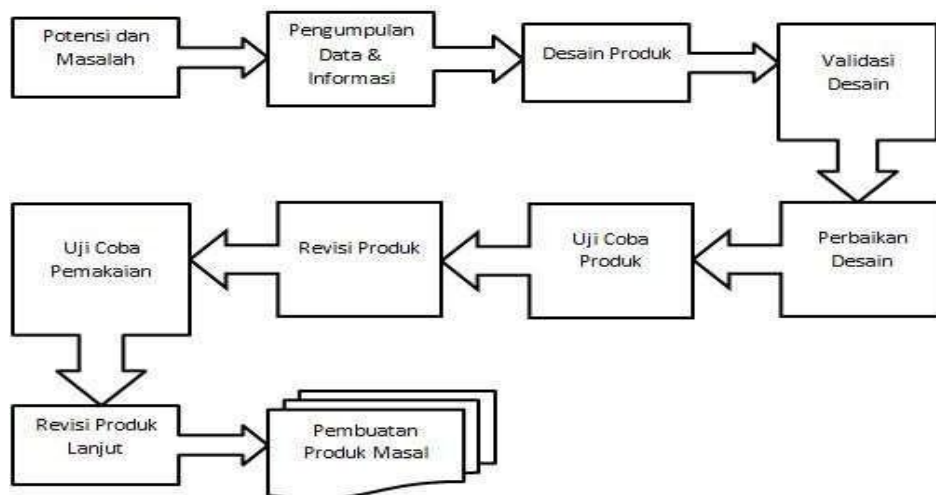 Potensi dan
Masalah
Pengumpulan
Data &
Informasi
Desain Produk
Validasi
Desain
Perbaikan
Desain
Uji Coba
Produk
Revisi Produk
Uji Coba
Pemakaian
Revisi Produk
Lanjut
Pembuatan
Produk Masal